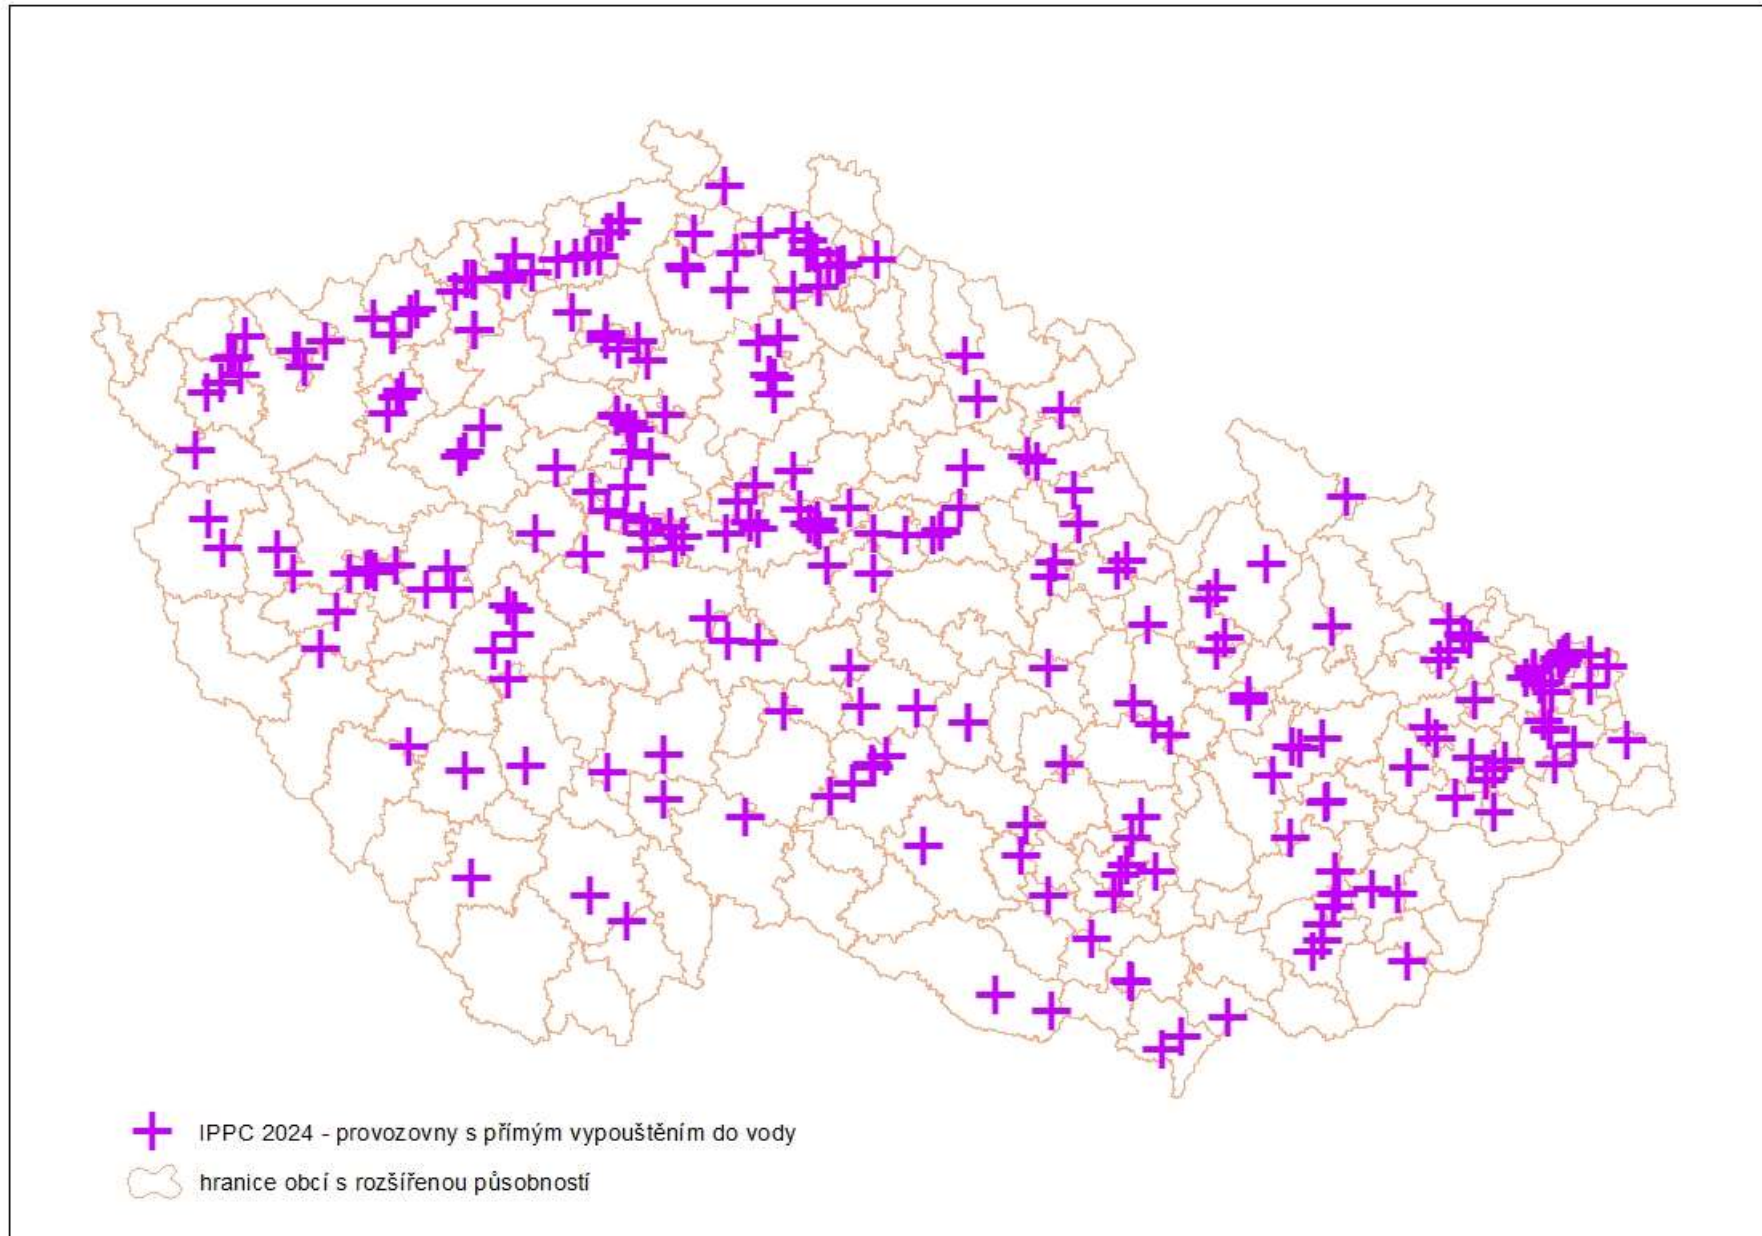 IPPC 2024 - provozovny s přímým vypouštěním do vody
hranice obcí s rozšířenou působností